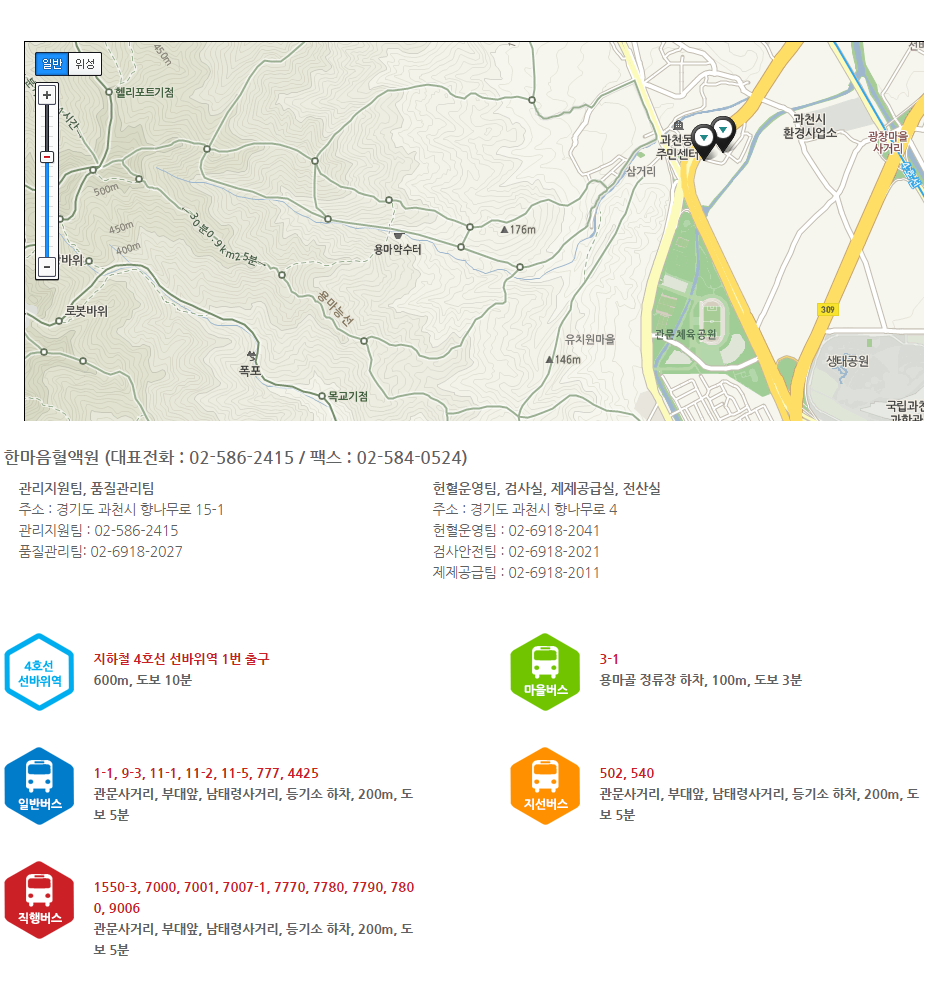 일반 위성
450m
헬리포트기점
과천시
환경사업소
과천동
주민센터
광창마을
사거리
삼거리
500m
450m
400m
30분0.9km25분
176m
용마약수터
바위
로봇바위
용마능선
309
관문체육공원
유치원마을
146m
생태공원
폭포
목교기점
국립과천
과학관
한마음혈액원 (대표전화 : 02-586-2415 / 팩스 : 02-584-0524)
관리지원팀, 품질관리팀
주소 : 경기도 과천시 향나무로 15-1
관리지원팀 : 02-586-2415
품질관리팀: 02-6918-2027
헌혈운영팀, 검사실, 제제공급실, 전산실
주소 : 경기도 과천시 향나무로 4
헌혈운영팀 : 02-6918-2041
검사안전팀 : 02-6918-2021
제제공급팀 : 02-6918-2011
4호선
선바위역
지하철 4호선 선바위역 1번 출구
600m, 도보 10분
마을버스
3-1
용마골 정류장 하차, 100m, 도보 3분
일반버스
1-1, 9-3, 11-1, 11-2, 11-5, 777, 4425
관문사거리, 부대앞, 남태령사거리, 등기소 하차, 200m, 도
보 5분
지선버스
502, 540
관문사거리, 부대앞, 남태령사거리, 등기소 하차, 200m, 도
보 5분
직행버스
1550-3, 7000, 7001, 7007-1, 7770, 7780, 7790, 780
0, 9006
관문사거리, 부대앞, 남태령사거리, 등기소 하차, 200m, 도
보 5분